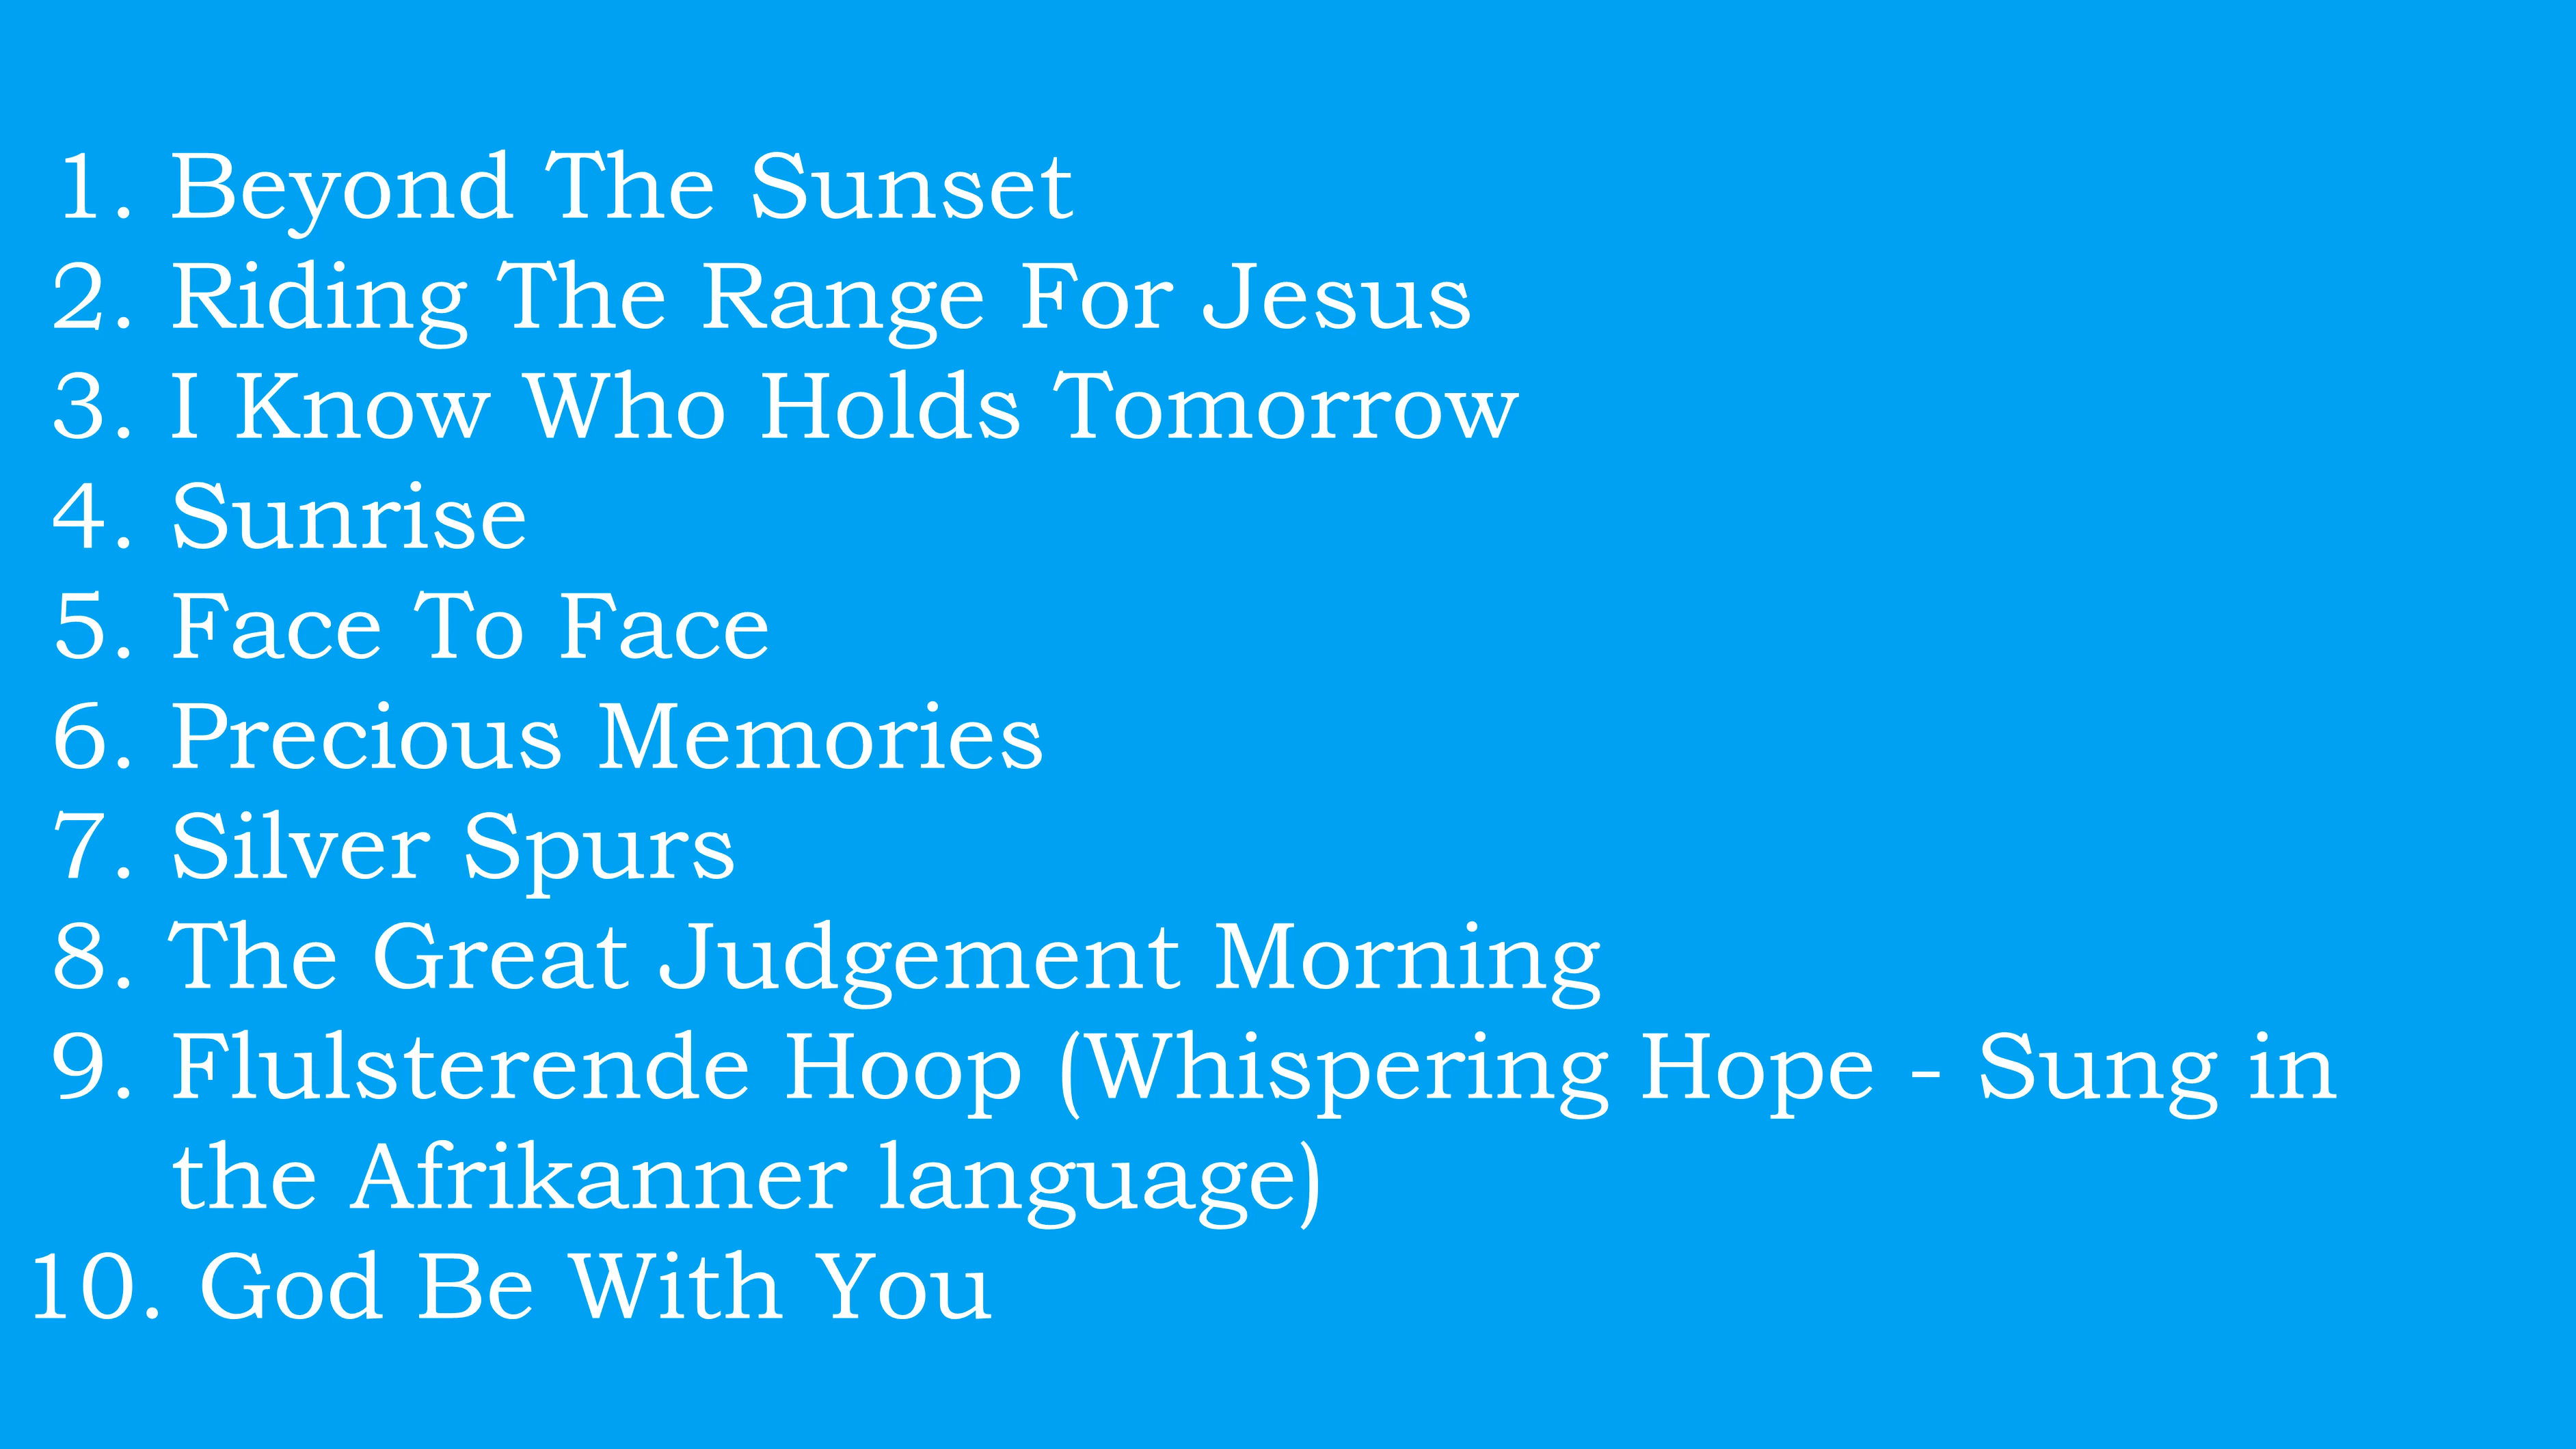 1. Beyond The Sunset
2. Riding The Range For Jesus
3. I Know Who Holds Tomorrow
4. Sunrise
5. Face To Face
6. Precious Memories
7. Silver Spurs
8. The Great Judgement Morning
9. Flulsterende Hoop (Whispering Hope - Sung in
the Afrikanner language)
10. God Be With You